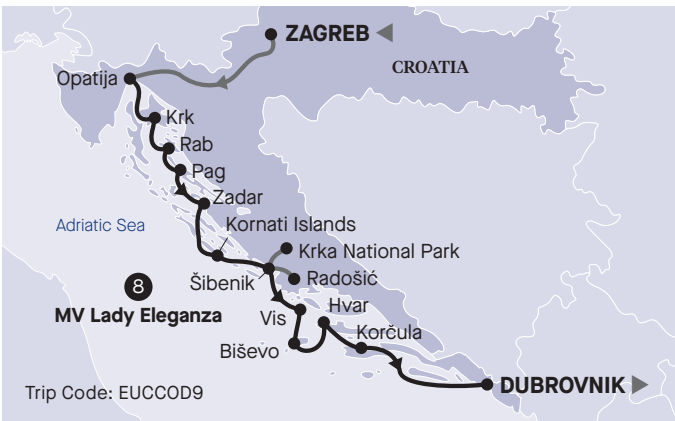 ZAGREB
CROATIA
Opatija
Krk
Rab
Pag
Zadar
Adriatic Sea
Kornati Islands
Krka National Park
Šibenik
Radošić
8
MV Lady Eleganza
Vis
Hvar
Korčula
Biševo
DUBROVNIK
Trip Code: EUCCOD9